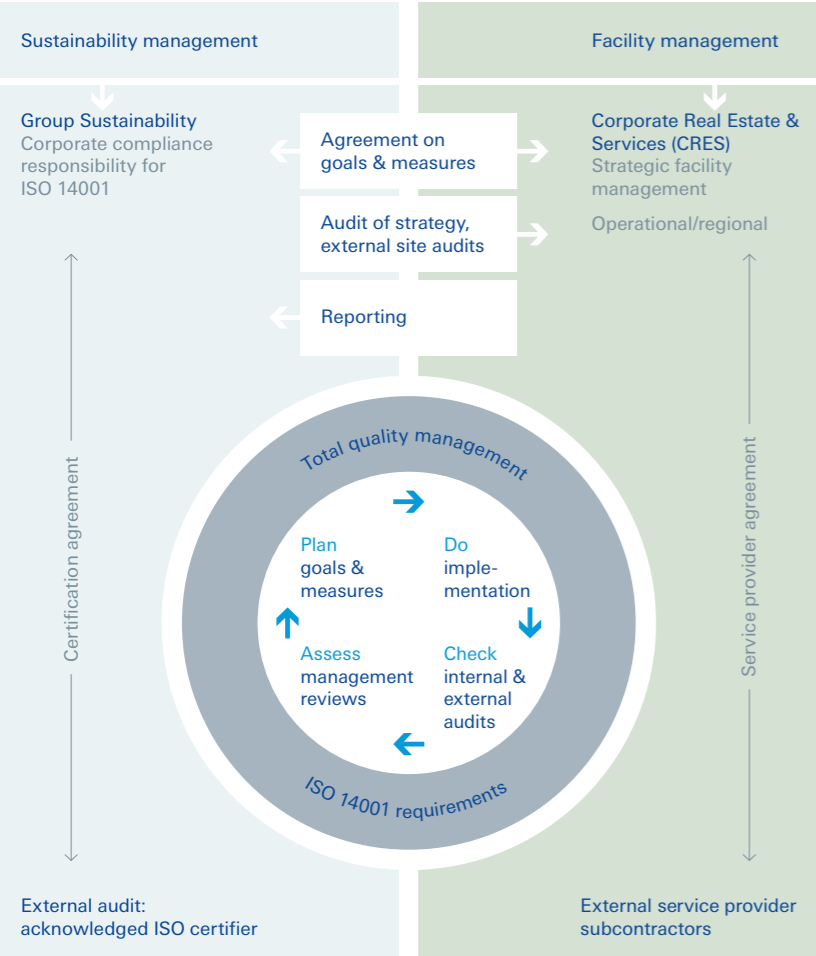 Sustainability management
Facility management
Group Sustainability
Corporate compliance
responsibility for
ISO 14001
Agreement on
goals & measures
Corporate Real Estate &
Services (CRES)
Strategic facility
management
Operational/regional
Audit of strategy,
external site audits
Reporting
Certification agreement
Service provider agreement
Total quality management
Plan
goals &
measures
Do
imple-
mentation
Assess
management
reviews
Check
internal &
external
audits
ISO 14001 requirements
External audit:
acknowledged ISO certifier
External service provider
subcontractors